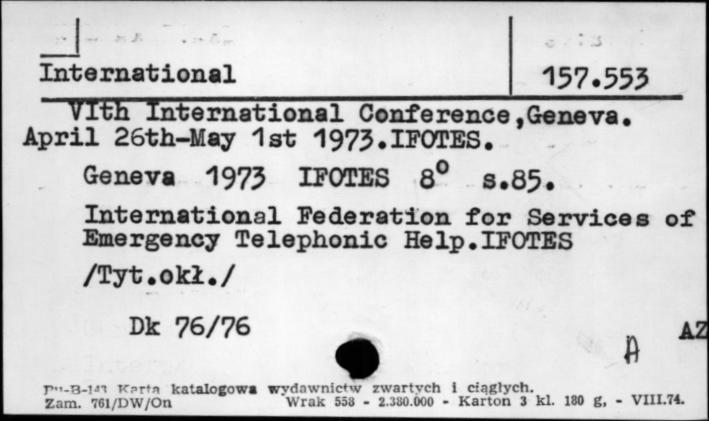 International 157.553
VIth International Conference,Geneva.
April 26th-May 1st 1973.IFOTES.
Geneva 1973 IFOTES 8° s.85.
International Federation for Services of
Emergency Telephonic Help.IFOTES
/Tyt.okł./
Dk 76/76
AZ
A
Pu-B-143 Karta katalogowa wydawnictw zwartych i ciągłych.
Zam. 761/DW/On Wrak 558 - 2.380.000 - Karton 3 kl. 180 g, - VIII.74.